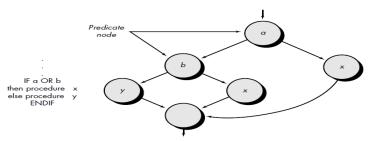 Predicate
node
a
b
x
y
x
.
.
.
IF a OR b
then procedure x
else procedure y
ENDIF